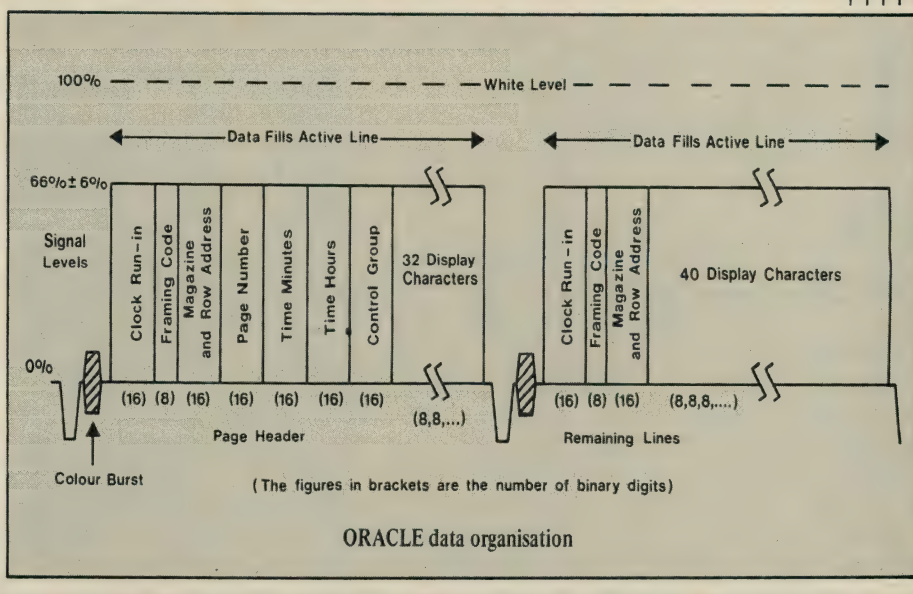 100%
White Level
Data Fills Active Line
Data Fills Active Line
66%± 6%
Signal
Levels
Clock Run-in
Framing Code
Magazine
and Row Address
Page Number
Time Minutes
Time Hours
Control Group
32 Display
Characters
Clock Run-in
Framing Code
Magazine
and Row Address
40 Display Characters
0%
(16) (8) (16) (16) (16) (16) (16)
(8,8,...)
(16) (8) (16) (8,8,8,....)
Page Header
Remaining Lines
Colour Burst
(The figures in brackets are the number of binary digits)
ORACLE data organisation